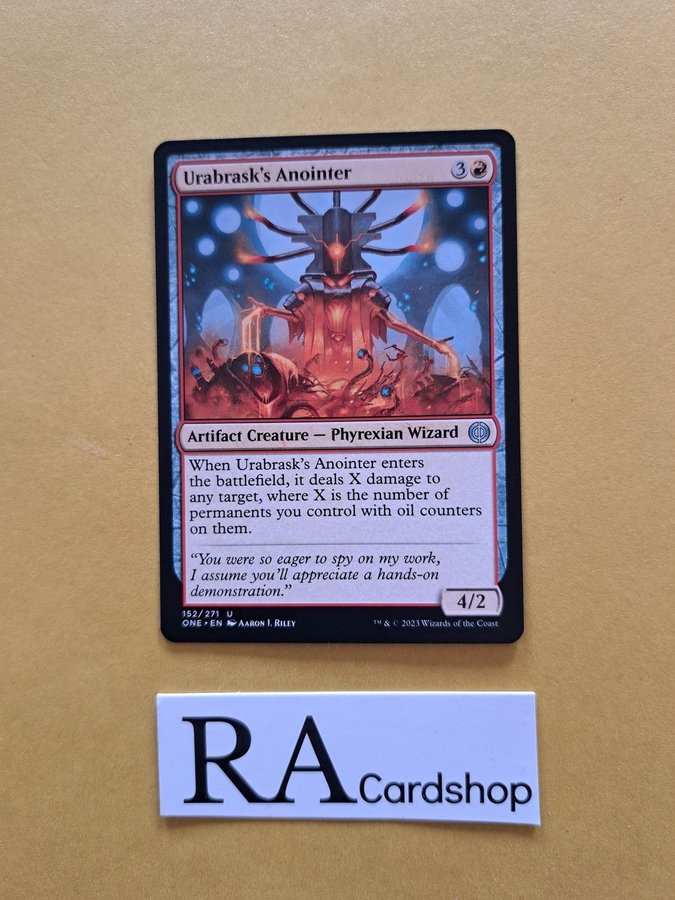 Urabrask's Anointer 3
Artifact Creature — Phyrexian Wizard
When Urabrask's Anointer enters
the battlefield, it deals X damage to
any target, where X is the number of
permanents you control with oil counters
on them.
"You were so eager to spy on my work,
I assume you'll appreciate a hands-on
demonstration."
4/2
152/271 U
ONE • EN Aaron J. Riley ™ & © 2023 Wizards of the Coast
RA Cardshop